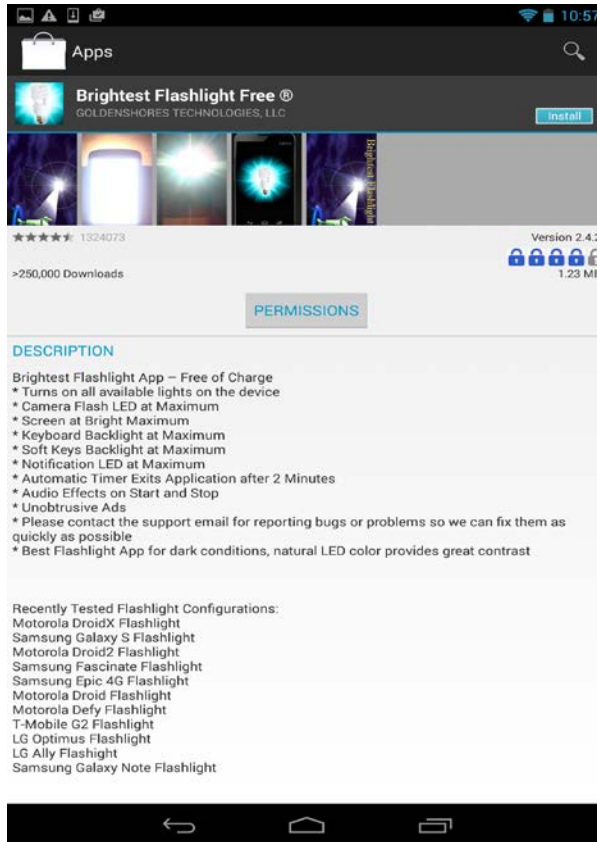 10:57
Apps
Brightest Flashlight Free ®
GOLDENSHORES TECHNOLOGIES, LLC
Install
Brightest Flashlight
1324073
Version 2.4.2
>250,000 Downloads
1.23 MB
PERMISSIONS
DESCRIPTION
Brightest Flashlight App – Free of Charge
* Turns on all available lights on the device
* Camera Flash LED at Maximum
* Screen at Bright Maximum
* Keyboard Backlight at Maximum
* Soft Keys Backlight at Maximum
* Notification LED at Maximum
* Automatic Timer Exits Application after 2 Minutes
* Audio Effects on Start and Stop
* Unobtrusive Ads
* Please contact the support email for reporting bugs or problems so we can fix them as
quickly as possible
* Best Flashlight App for dark conditions, natural LED color provides great contrast
Recently Tested Flashlight Configurations:
Motorola DroidX Flashlight
Samsung Galaxy S Flashlight
Motorola Droid2 Flashlight
Samsung Fascinate Flashlight
Samsung Epic 4G Flashlight
Motorola Droid Flashlight
Motorola Defy Flashlight
T-Mobile G2 Flashlight
LG Optimus Flashlight
LG Ally Flashight
Samsung Galaxy Note Flashlight